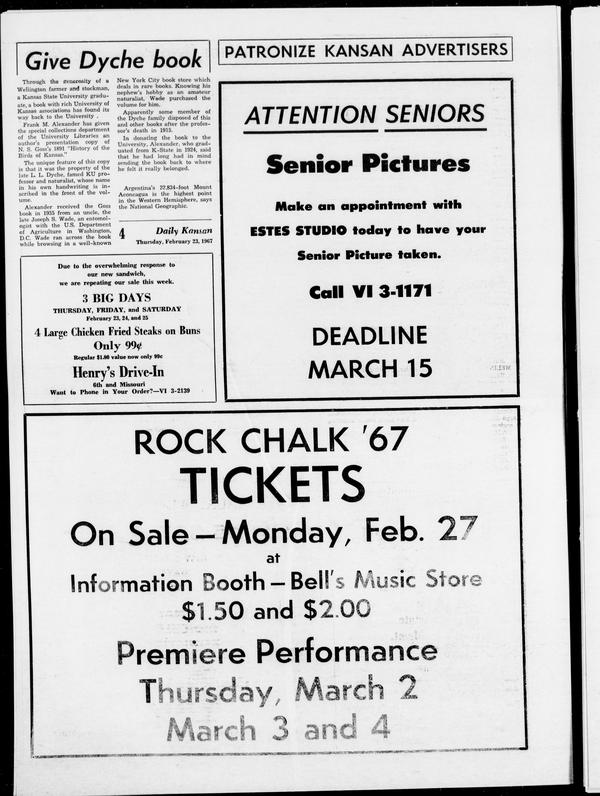 Give Dyche book
Through the generosity of a
Wellington farmer and stockman,
a Kansas State University gradu-
ate, a book with rich University of
Kansas associations has found its
way back to the University .
Frank M. Alexander has given
the special collections department
of the University Libraries an
author's presentation copy of
N. S. Goss's 1891 "History of the
Birds of Kansas."
The unique feature of this copy
is that it was the property of the
late L. L. Dyche, famed KU pro-
fessor and naturalist, whose name
in his own handwriting is in-
scribed in the front of the vol-
ume.
Alexander received the Goss
book in 1935 from an uncle, the
late Joseph S. Wade, an entomol-
ogist with the U.S. Department
of Agriculture in Washington,
D.C. Wade ran across the book
while browsing in a well-known
New York City book store which
deals in rare books. Knowing his
nephew's hobby as an amateur
naturalist, Wade purchased the
volume for him.
Apparently some member of
the Dyche family disposed of this
and other books after the profes-
sor's death in 1915.
In donating the book to the
University, Alexander, who grad-
uated from K-State in 1924, said
that he had long had in mind
sending the book back to where
he felt it really belonged.
Argentina's 22,834-foot Mount
Aconcagua is the highest point
in the Western Hemisphere, says
the National Geographic.
4 Daily Kansan
Thursday, February 23, 1967
PATRONIZE KANSAN ADVERTISERS
ATTENTION SENIORS
Senior Pictures
Make an appointment with
ESTES STUDIO today to have your
Senior Picture taken.
Call VI 3-1171
DEADLINE
MARCH 15
Due to the overwhelming response to
our new sandwich,
we are repeating our sale this week.
3 BIG DAYS
THURSDAY, FRIDAY, and SATURDAY
February 23, 24, and 25
4 Large Chicken Fried Steaks on Buns
Only 99¢
Regular $1.80 value now only 99c
Henry's Drive-In
6th and Missouri
Want to Phone in Your Order?—VI 3-2139
ROCK CHALK '67
TICKETS
On Sale – Monday, Feb. 27
at
Information Booth – Bell's Music Store
$1.50 and $2.00
Premiere Performance
Thursday, March 2
March 3 and 4